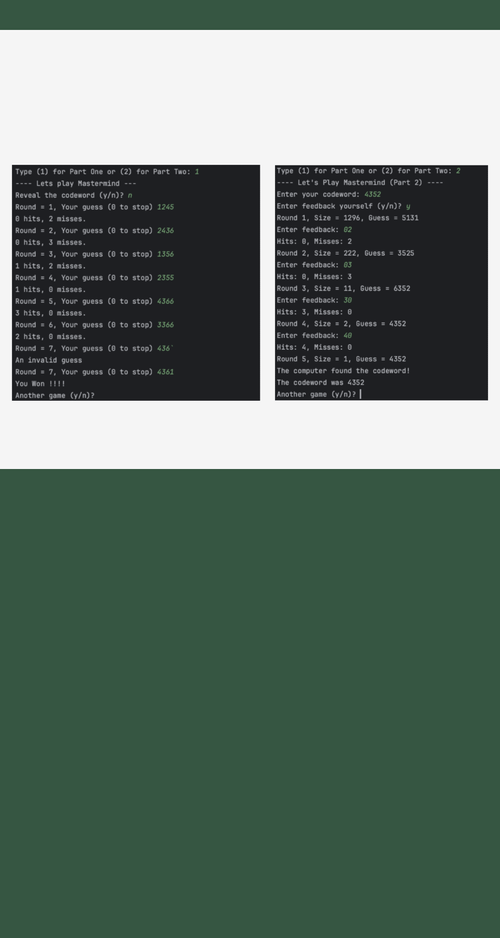 Type (1) for Part One or (2) for Part Two: 1
---- Lets play Mastermind ---
Reveal the codeword (y/n)? n
Round = 1, Your guess (0 to stop) 1245
0 hits, 2 misses.
Round = 2, Your guess (0 to stop) 2436
0 hits, 3 misses.
Round = 3, Your guess (0 to stop) 1356
1 hits, 2 misses.
Round = 4, Your guess (0 to stop) 2355
1 hits, 0 misses.
Round = 5, Your guess (0 to stop) 4366
3 hits, 0 misses.
Round = 6, Your guess (0 to stop) 3366
2 hits, 0 misses.
Round = 7, Your guess (0 to stop) 436`
An invalid guess
Round = 7, Your guess (0 to stop) 4361
You Won !!!!
Another game (y/n)?
Type (1) for Part One or (2) for Part Two: 2
---- Let's Play Mastermind (Part 2) ----
Enter your codeword: 4352
Enter feedback yourself (y/n)? y
Round 1, Size = 1296, Guess = 5131
Enter feedback: 02
Hits: 0, Misses: 2
Round 2, Size = 222, Guess = 3525
Enter feedback: 03
Hits: 0, Misses: 3
Round 3, Size = 11, Guess = 6352
Enter feedback: 30
Hits: 3, Misses: 0
Round 4, Size = 2, Guess = 4352
Enter feedback: 40
Hits: 4, Misses: 0
Round 5, Size = 1, Guess = 4352
The computer found the codeword!
The codeword was 4352
Another game (y/n)?